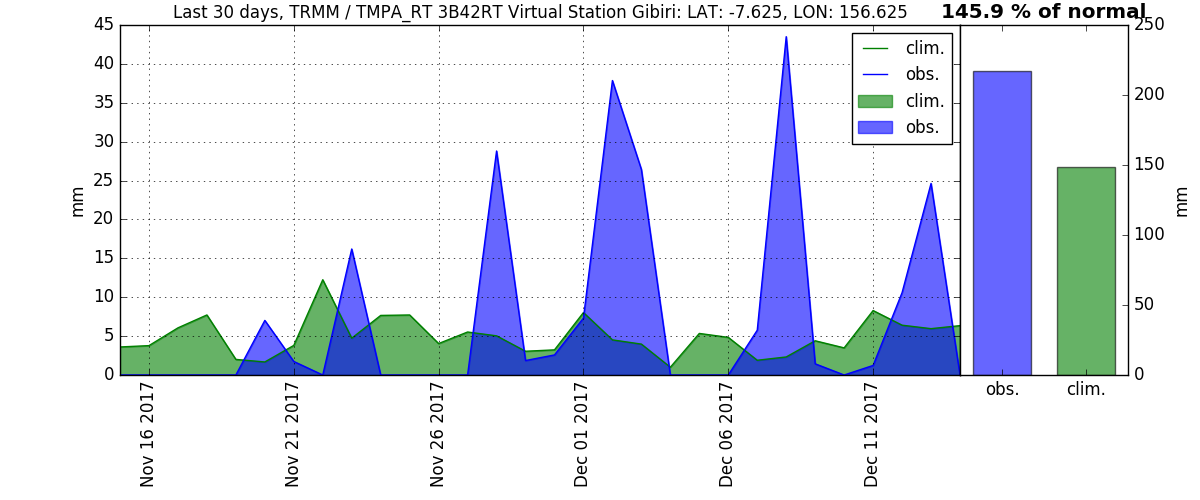 Last 30 days, TRMM / TMPA_RT 3B42RT Virtual Station Gibiri: LAT: -7.625, LON: 156.625
145.9 % of normal
45
40
35
30
25
20
15
10
5
0
mm
clim.
obs.
clim.
obs.
Nov 16 2017
Nov 21 2017
Nov 26 2017
Dec 01 2017
Dec 06 2017
Dec 11 2017
250
200
150
100
50
0
mm
obs.
clim.